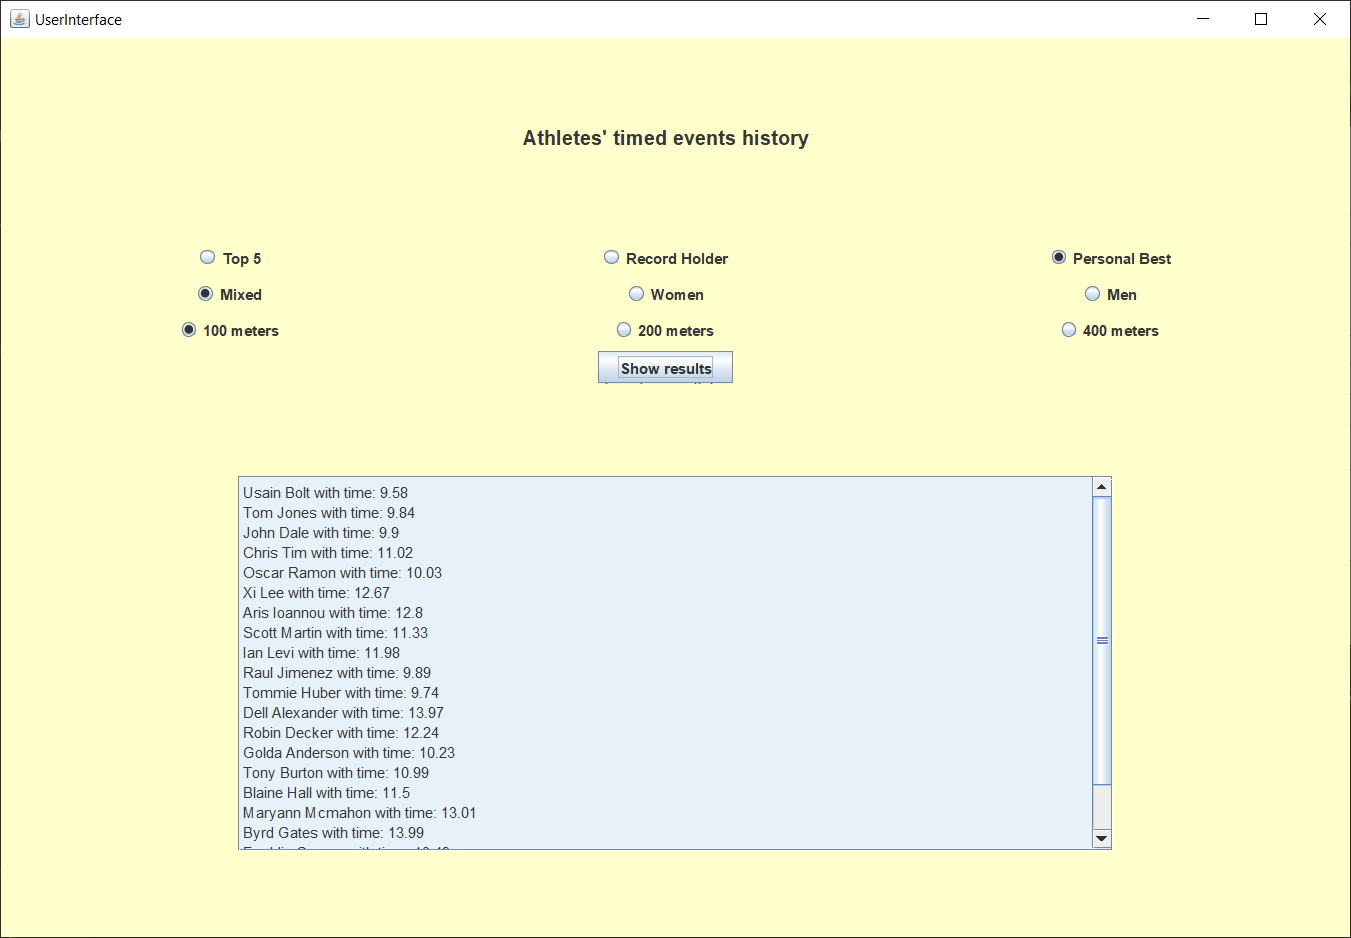 UserInterface
Athletes' timed events history
Top 5 Record Holder Personal Best
Mixed Women Men
100 meters 200 meters 400 meters
Show results
Usain Bolt with time: 9.58
Tom Jones with time: 9.84
John Dale with time: 9.9
Chris Tim with time: 11.02
Oscar Ramon with time: 10.03
Xi Lee with time: 12.67
Aris Ioannou with time: 12.8
Scott Martin with time: 11.33
Ian Levi with time: 11.98
Raul Jimenez with time: 9.89
Tommie Huber with time: 9.74
Dell Alexander with time: 13.97
Robin Decker with time: 12.24
Golda Anderson with time: 10.23
Tony Burton with time: 10.99
Blaine Hall with time: 11.5
Maryann Mcmahon with time: 13.01
Byrd Gates with time: 13.99